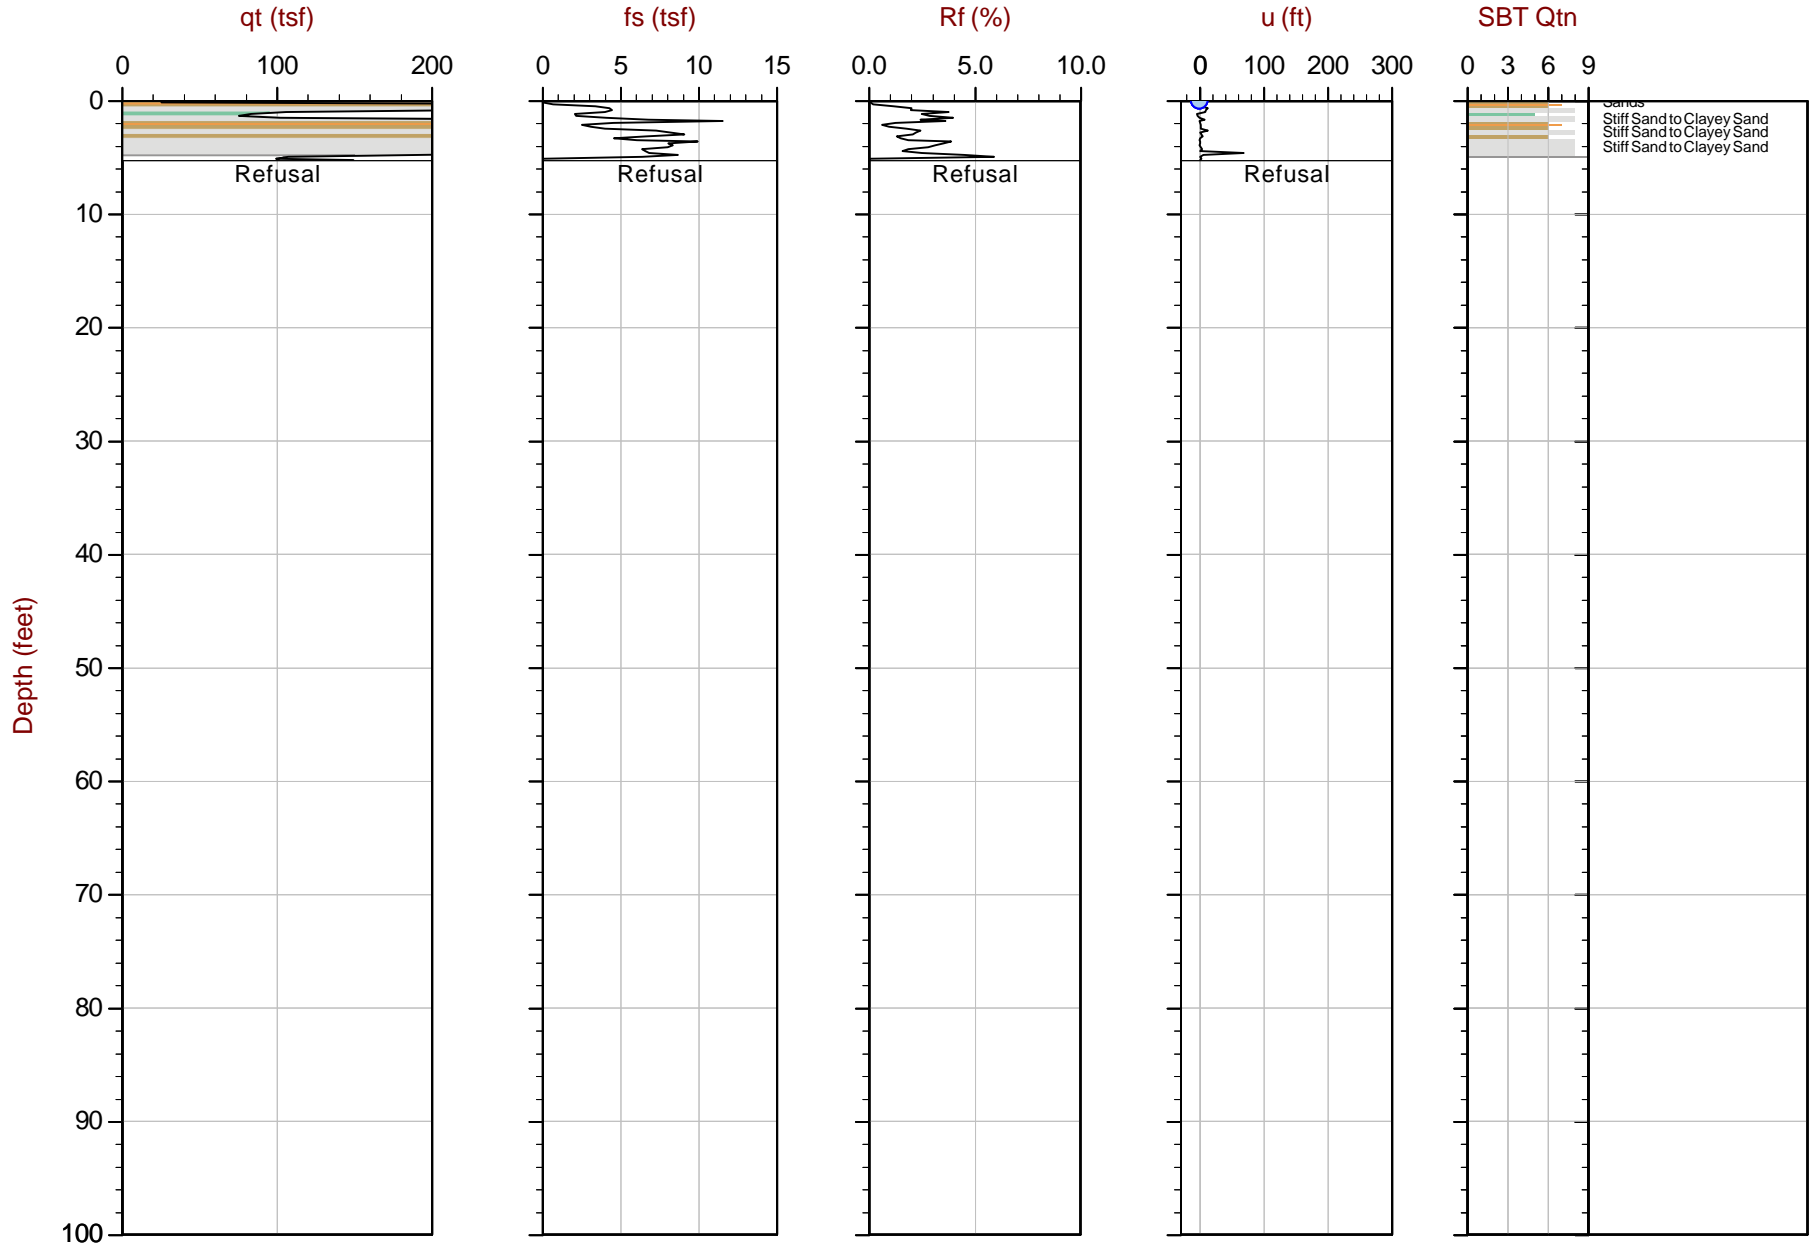 qt (tsf) fs (tsf) Rf (%) u (ft) SBT Qtn
0 100 200 0 5 10 15 0.0 5.0 10.0 0 100 200 300 0 3 6 9
0
Sands
Stiff Sand to Clayey Sand
Stiff Sand to Clayey Sand
Stiff Sand to Clayey Sand
Refusal Refusal Refusal Refusal
10
20
30
40
50
60
70
80
90
100
Depth (feet)